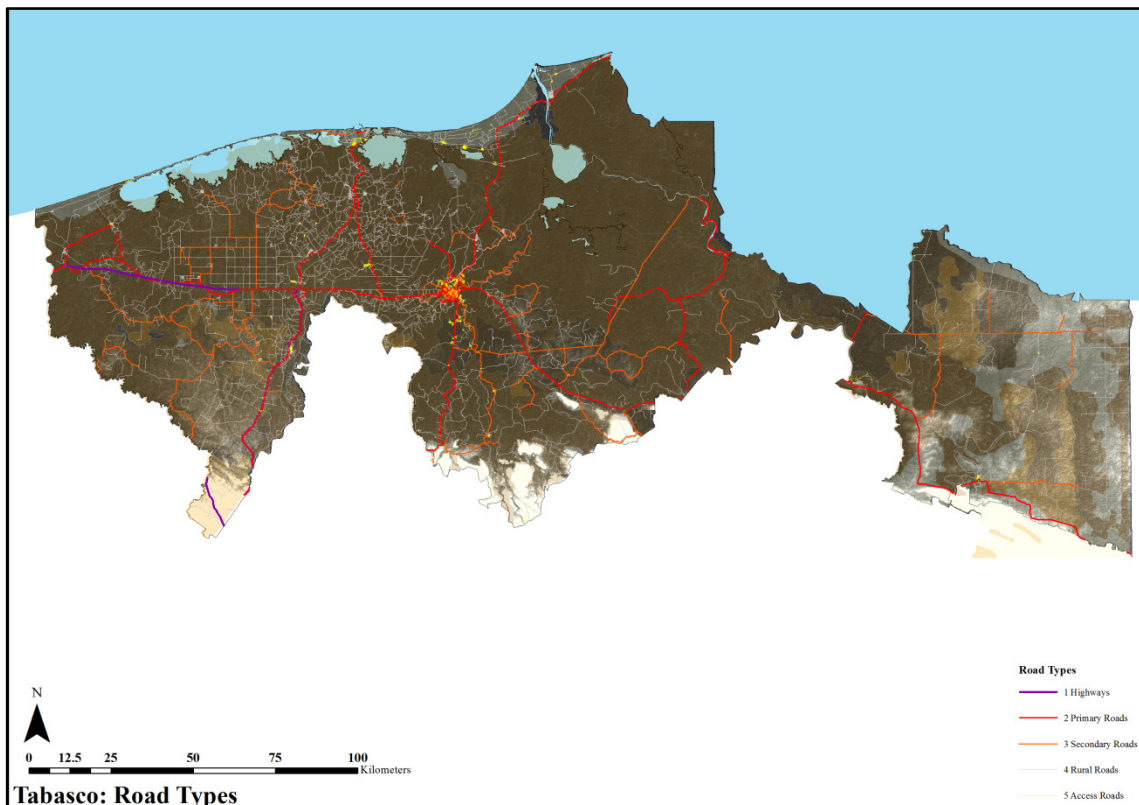 Road Types
1 Highways
2 Primary Roads
3 Secondary Roads
4 Rural Roads
5 Access Roads
N
0 12.5 25 50 75 100
Kilometers
Tabasco: Road Types